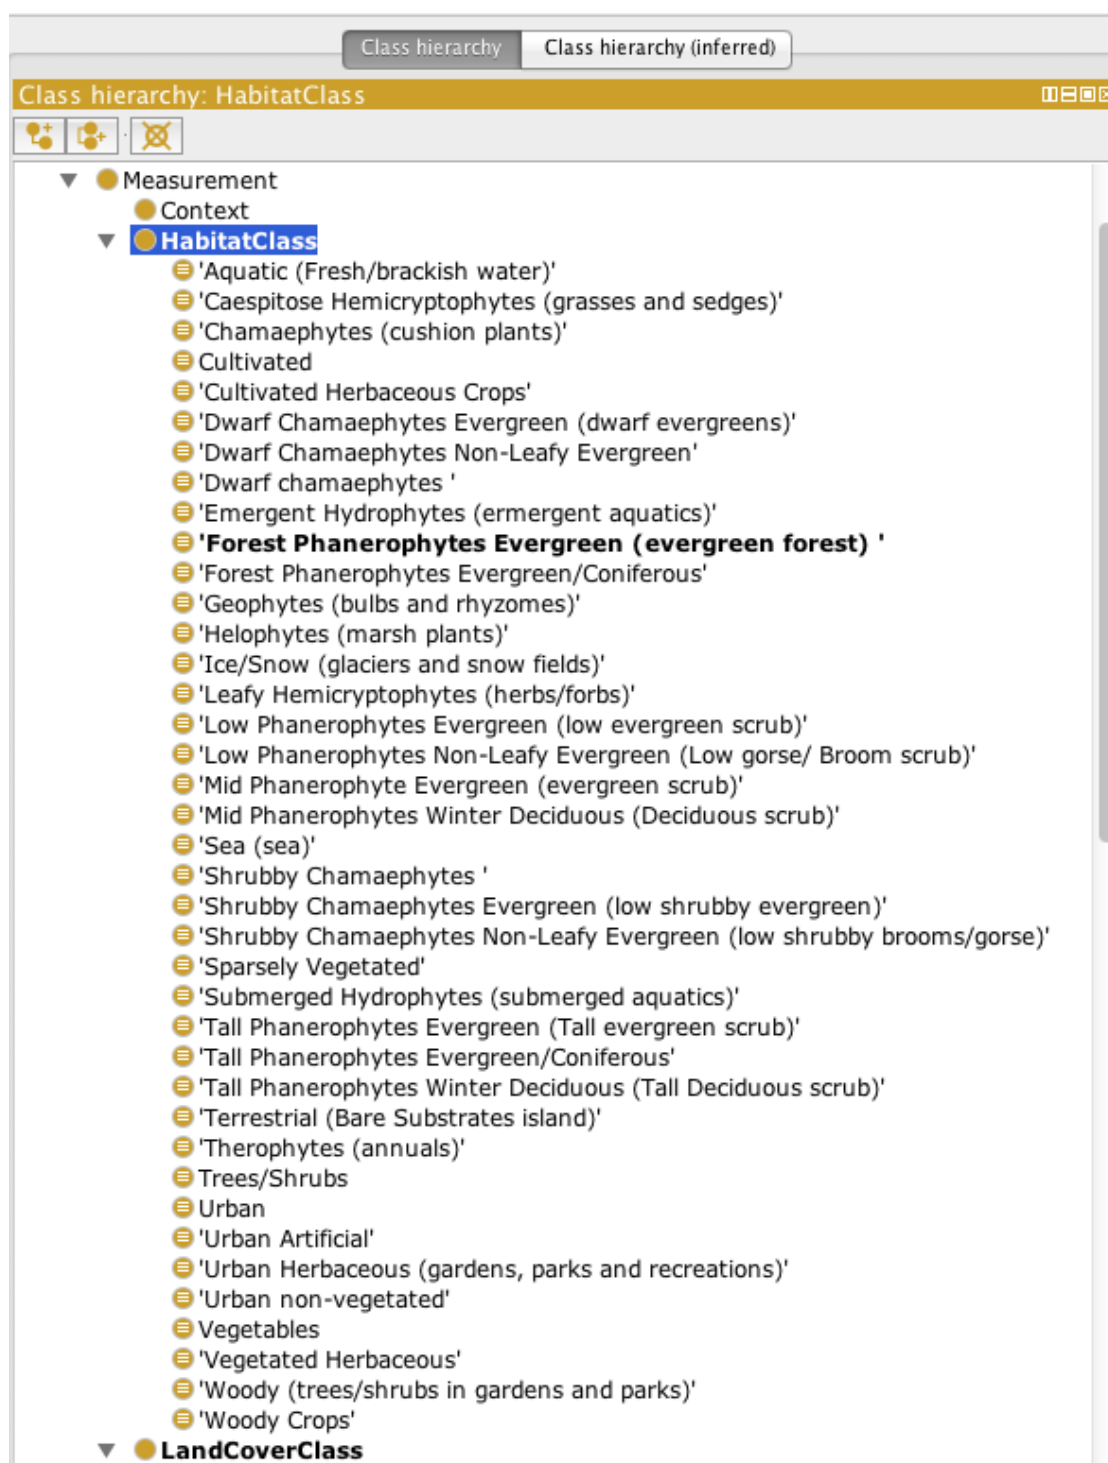 Class hierarchy Class hierarchy (inferred)
Class hierarchy: HabitatClass
Measurement
Context
HabitatClass
'Aquatic (Fresh/brackish water)'
'Caespitose Hemicryptophytes (grasses and sedges)'
'Chamaephytes (cushion plants)'
Cultivated
'Cultivated Herbaceous Crops'
'Dwarf Chamaephytes Evergreen (dwarf evergreens)'
'Dwarf Chamaephytes Non-Leafy Evergreen'
'Dwarf chamaephytes '
'Emergent Hydrophytes (ermergent aquatics)'
'Forest Phanerophytes Evergreen (evergreen forest) '
'Forest Phanerophytes Evergreen/Coniferous'
'Geophytes (bulbs and rhyzomes)'
'Helophytes (marsh plants)'
'Ice/Snow (glaciers and snow fields)'
'Leafy Hemicryptophytes (herbs/forbs)'
'Low Phanerophytes Evergreen (low evergreen scrub)'
'Low Phanerophytes Non-Leafy Evergreen (Low gorse/ Broom scrub)'
'Mid Phanerophyte Evergreen (evergreen scrub)'
'Mid Phanerophytes Winter Deciduous (Deciduous scrub)'
'Sea (sea)'
'Shrubby Chamaephytes '
'Shrubby Chamaephytes Evergreen (low shrubby evergreen)'
'Shrubby Chamaephytes Non-Leafy Evergreen (low shrubby brooms/gorse)'
'Sparsely Vegetated'
'Submerged Hydrophytes (submerged aquatics)'
'Tall Phanerophytes Evergreen (Tall evergreen scrub)'
'Tall Phanerophytes Evergreen/Coniferous'
'Tall Phanerophytes Winter Deciduous (Tall Deciduous scrub)'
'Terrestrial (Bare Substrates island)'
'Therophytes (annuals)'
Trees/Shrubs
Urban
'Urban Artificial'
'Urban Herbaceous (gardens, parks and recreations)'
'Urban non-vegetated'
Vegetables
'Vegetated Herbaceous'
'Woody (trees/shrubs in gardens and parks)'
'Woody Crops'
LandCoverClass